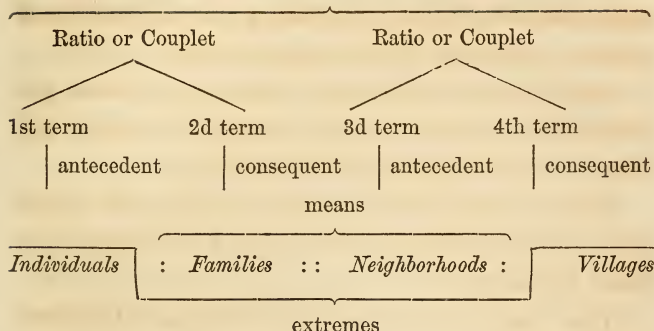 Ratio or Couplet Ratio or Couplet
1st term 2d term 3d term 4th term
antecedent consequent antecedent consequent
means
Individuals : Families : : Neighborhoods : Villages
extremes